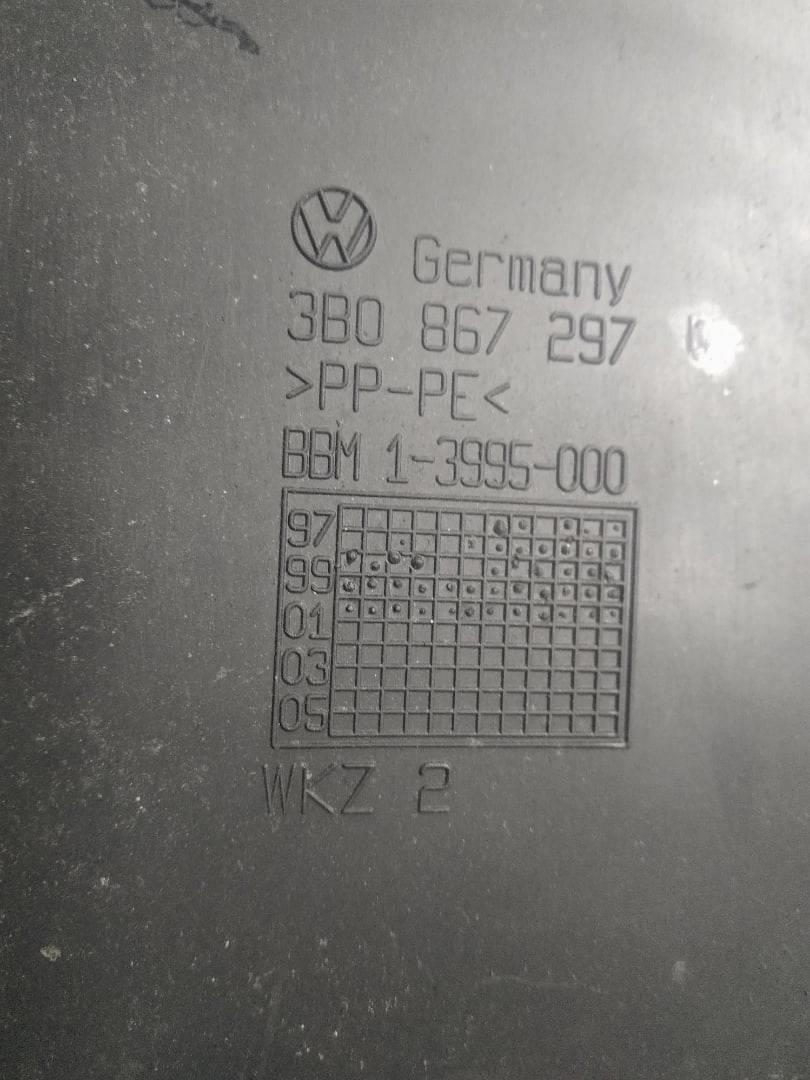 Germany
3B0 867 297
>PP-PE<
BBM 1-3995-000
97
99
01
03
05
WKZ 2